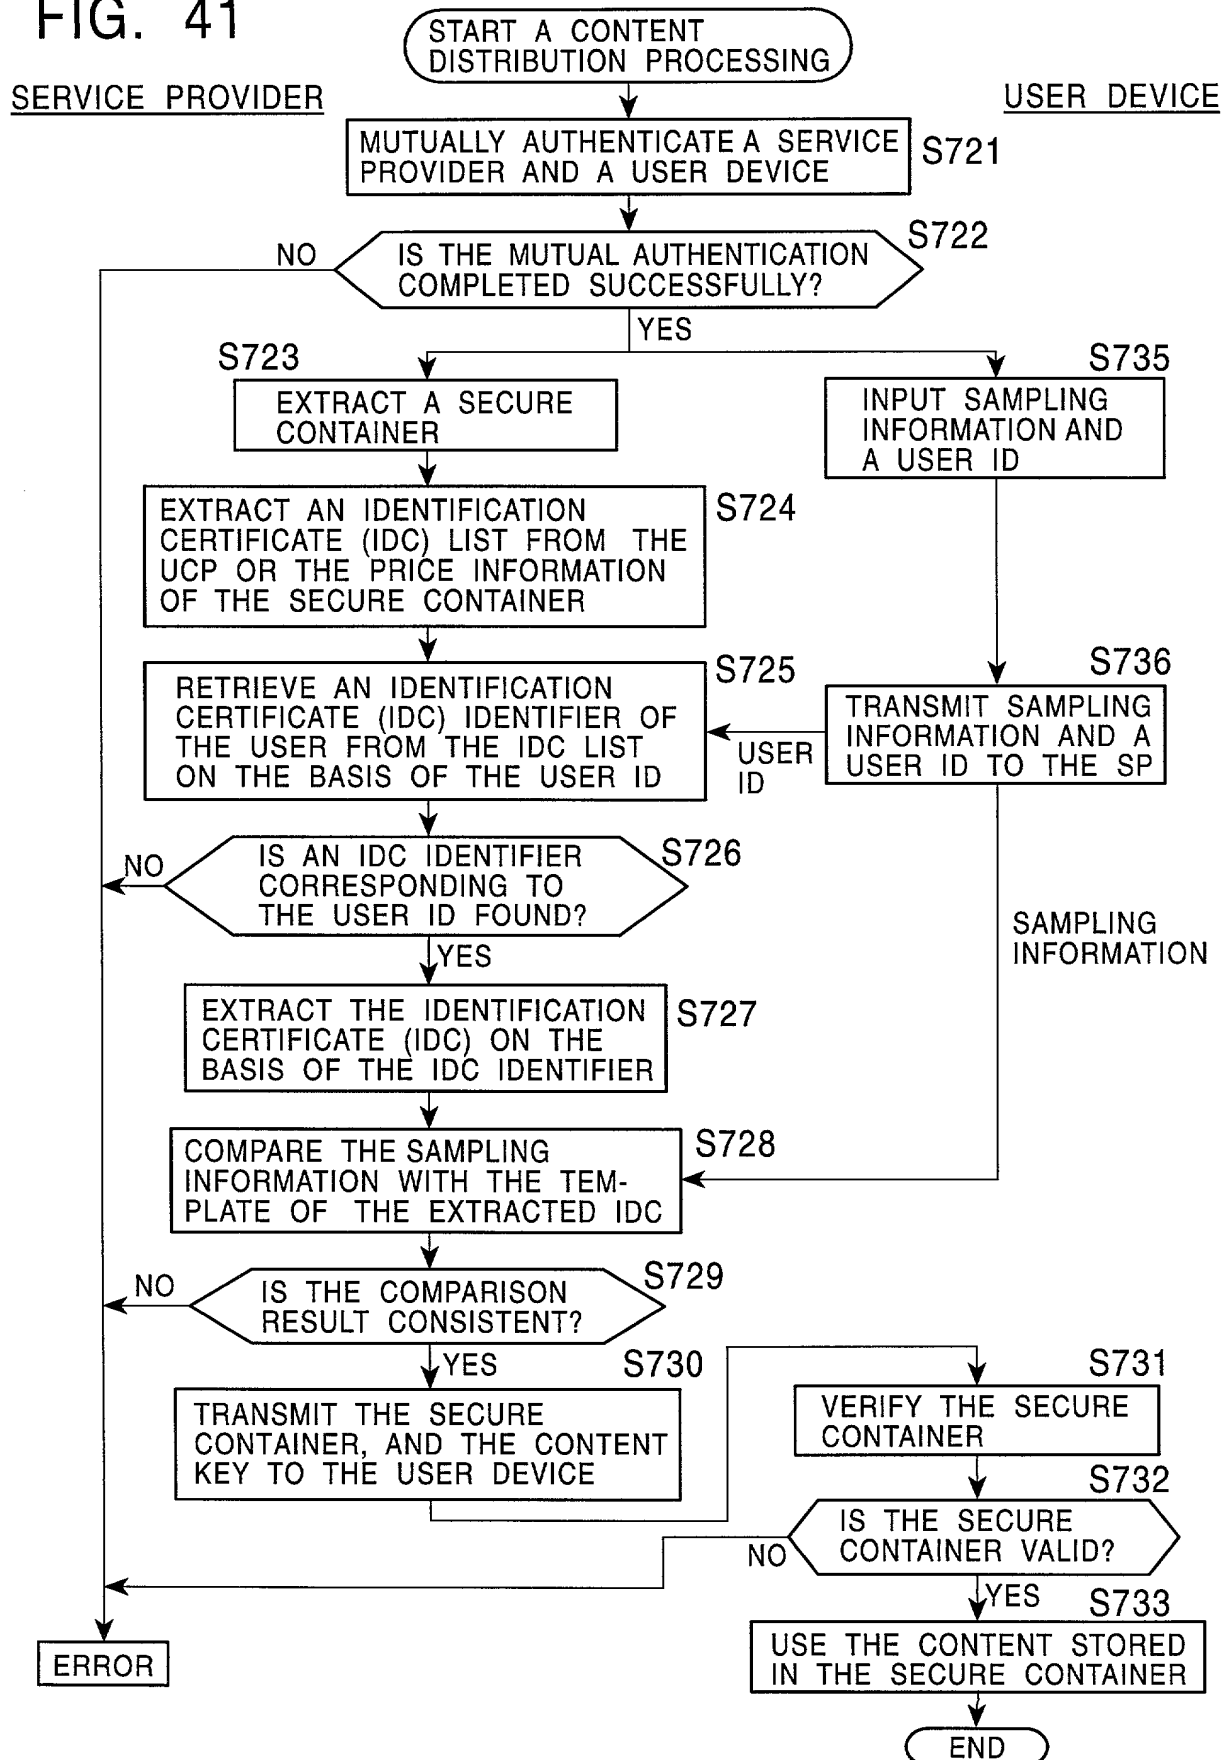 FIG. 41
START A CONTENT
DISTRIBUTION PROCESSING
SERVICE PROVIDER
USER DEVICE
MUTUALLY AUTHENTICATE A SERVICE
PROVIDER AND A USER DEVICE
S721
S722
NO
IS THE MUTUAL AUTHENTICATION
COMPLETED SUCCESSFULLY?
YES
S723
EXTRACT A SECURE
CONTAINER
S735
INPUT SAMPLING
INFORMATION AND
A USER ID
S724
EXTRACT AN IDENTIFICATION
CERTIFICATE (IDC) LIST FROM THE
UCP OR THE PRICE INFORMATION
OF THE SECURE CONTAINER
S725
RETRIEVE AN IDENTIFICATION
CERTIFICATE (IDC) IDENTIFIER OF
THE USER FROM THE IDC LIST
ON THE BASIS OF THE USER ID
S736
TRANSMIT SAMPLING
INFORMATION AND A
USER ID TO THE SP
USER
ID
S726
NO
IS AN IDC IDENTIFIER
CORRESPONDING TO
THE USER ID FOUND?
YES
SAMPLING
INFORMATION
S727
EXTRACT THE IDENTIFICATION
CERTIFICATE (IDC) ON THE
BASIS OF THE IDC IDENTIFIER
S728
COMPARE THE SAMPLING
INFORMATION WITH THE TEM-
PLATE OF THE EXTRACTED IDC
S729
NO
IS THE COMPARISON
RESULT CONSISTENT?
YES
S730
TRANSMIT THE SECURE
CONTAINER, AND THE CONTENT
KEY TO THE USER DEVICE
S731
VERIFY THE SECURE
CONTAINER
S732
IS THE SECURE
CONTAINER VALID?
NO
YES
S733
USE THE CONTENT STORED
IN THE SECURE CONTAINER
ERROR
END